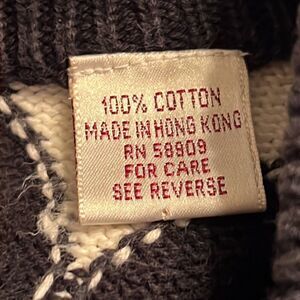 100% COTTON
MADE IN HONG KONG
RN 58909
FOR CARE
SEE REVERSE